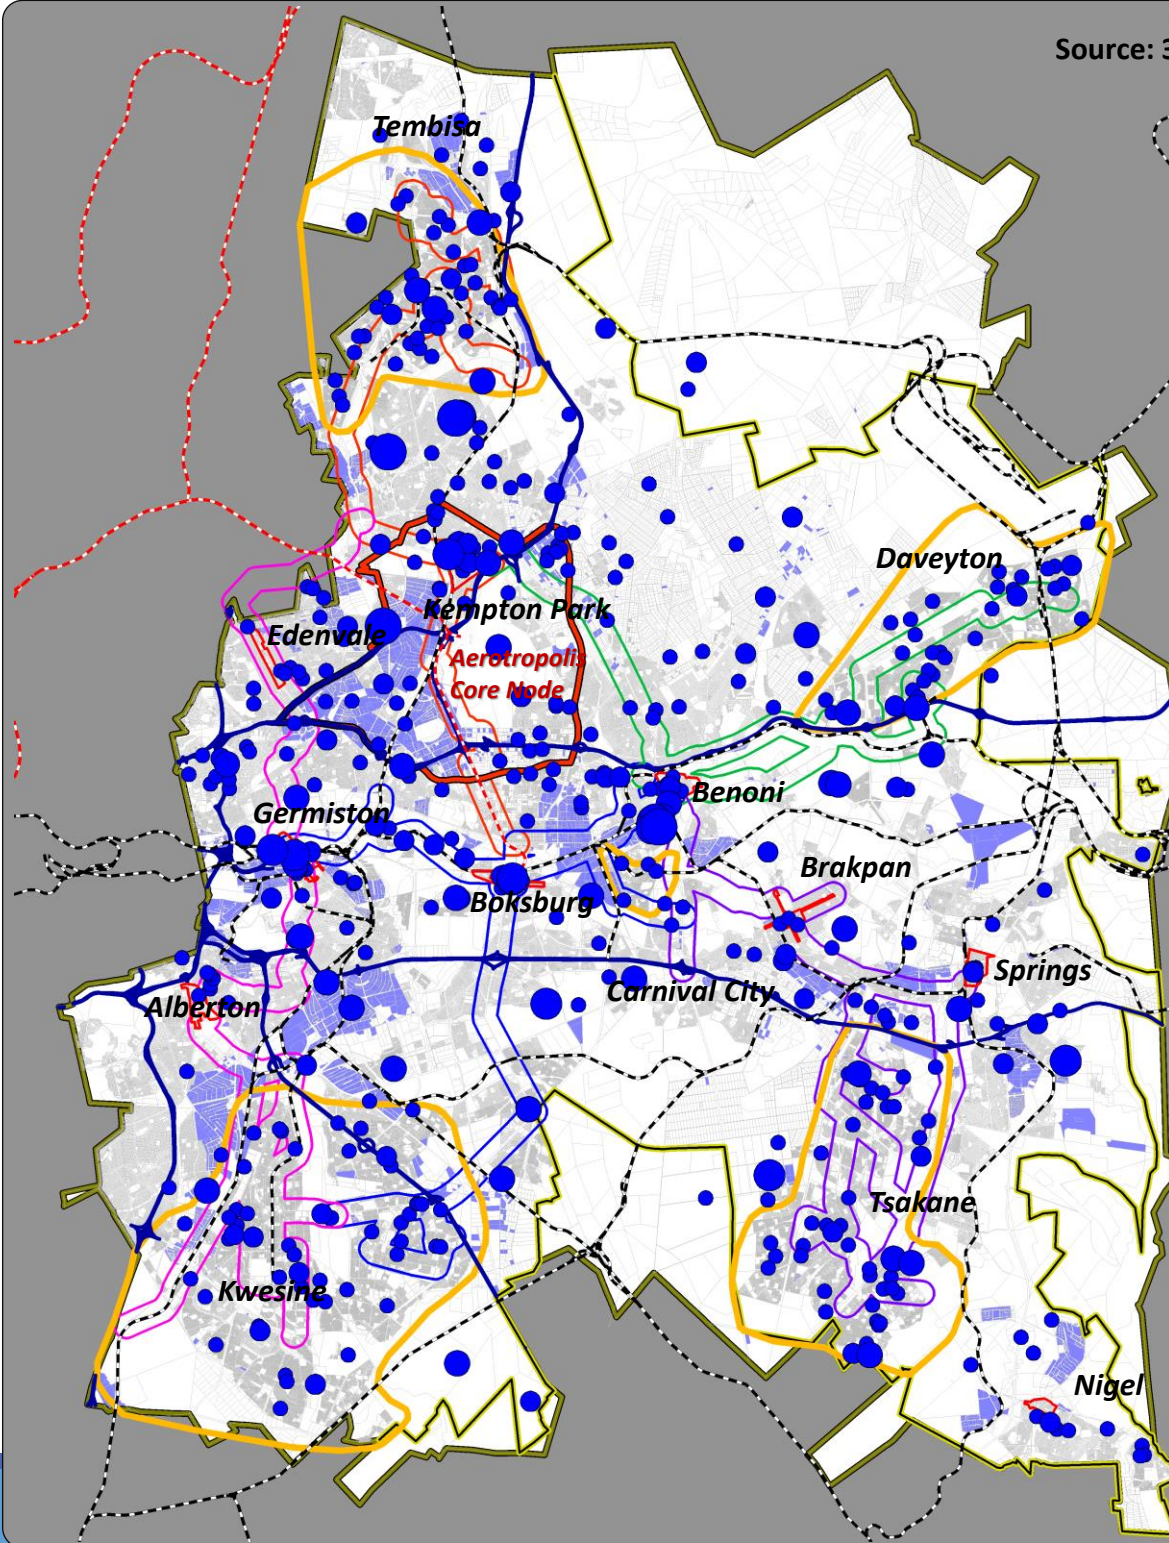 Source: 3
Tembisa
Daveyton
Kempton Park
Edenvale
Aerotropolis
Core Node
Benoni
Germiston
Brakpan
Boksburg
Springs
Carnival City
Alberton
Tsakane
Kwesine
Nigel